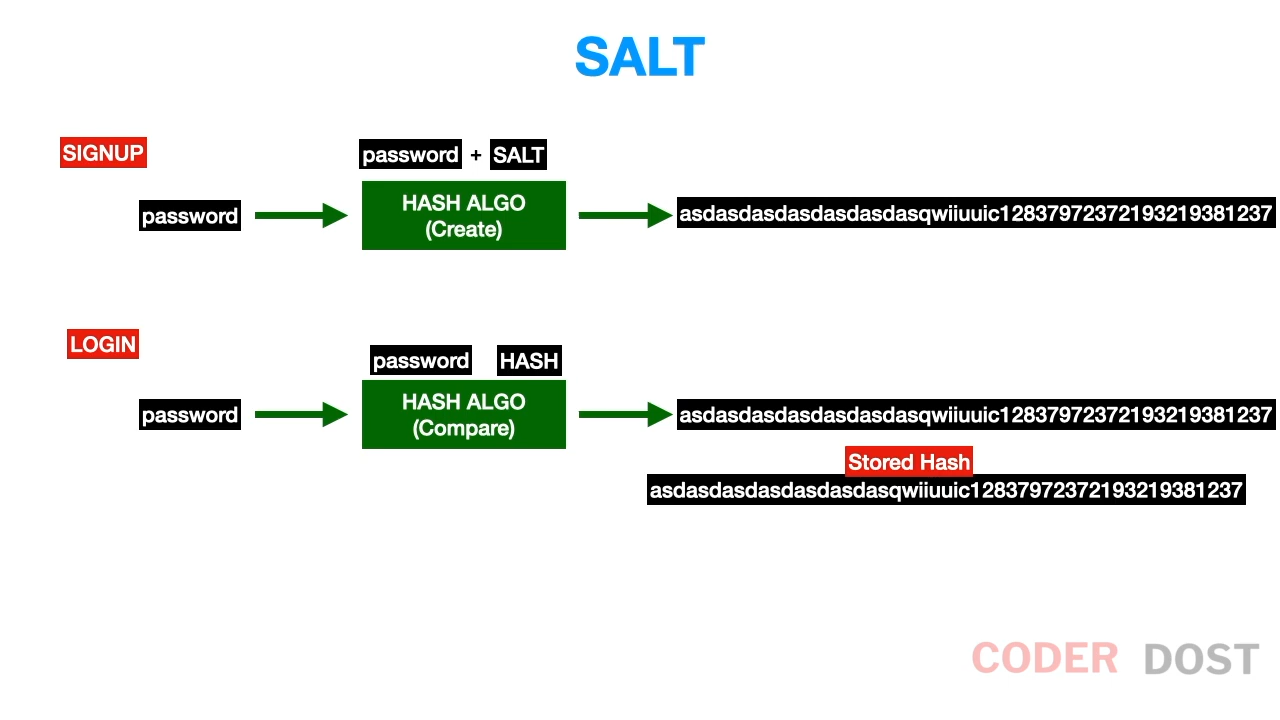 SALT
SIGNUP
password + SALT
password
HASH ALGO
(Create)
asdasdasdasdasdasdasqwiiuuic12837972372193219381237
LOGIN
password HASH
password
HASH ALGO
(Compare)
asdasdasdasdasdasdasqwiiuuic12837972372193219381237
Stored Hash
asdasdasdasdasdasdasqwiiuuic12837972372193219381237
CODER DOST